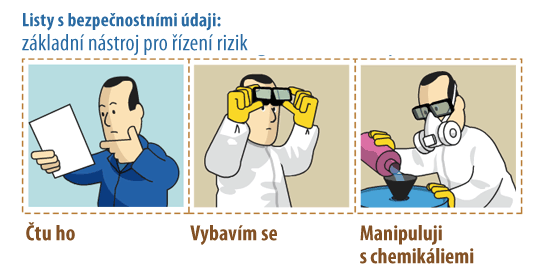 Listy s bezpečnostními údaji:
základní nástroj pro řízení rizik
Čtu ho
Vybavím se
Manipuluji
s chemikáliemi